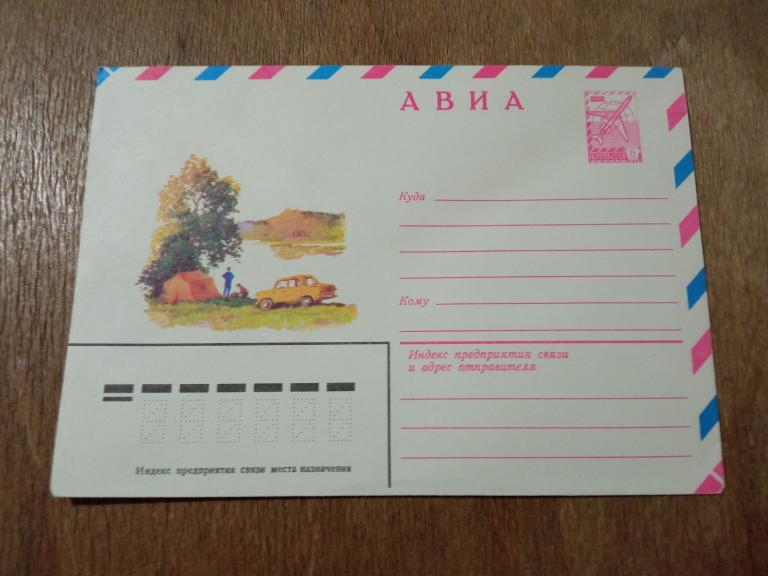 АВИА
Куда
Кому
Индекс предприятия связи
и адрес отправителя
Индекс предприятия связи места назначения